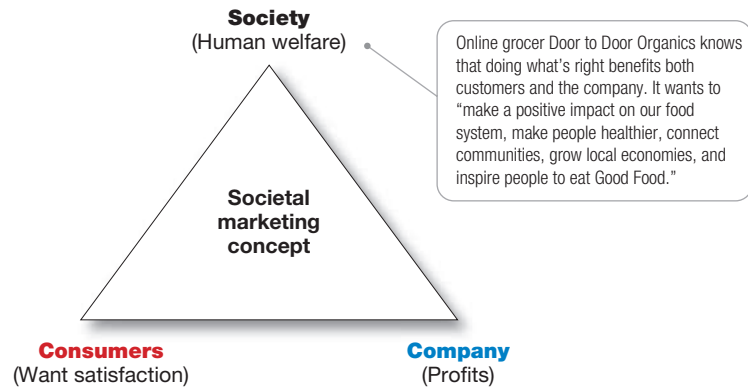 Society
(Human welfare)
Online grocer Door to Door Organics knows
that doing what’s right benefits both
customers and the company. It wants to
“make a positive impact on our food
system, make people healthier, connect
communities, grow local economies, and
inspire people to eat Good Food.”
Societal
marketing
concept
Consumers
(Want satisfaction)
Company
(Profits)